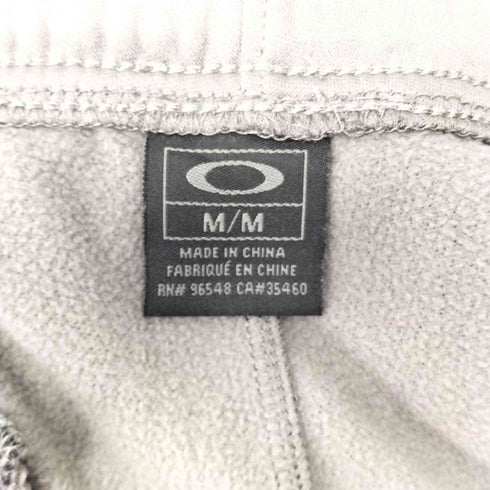 M/M
MADE IN CHINA
FABRIQUÉ EN CHINE
RN# 96548 CA#35460